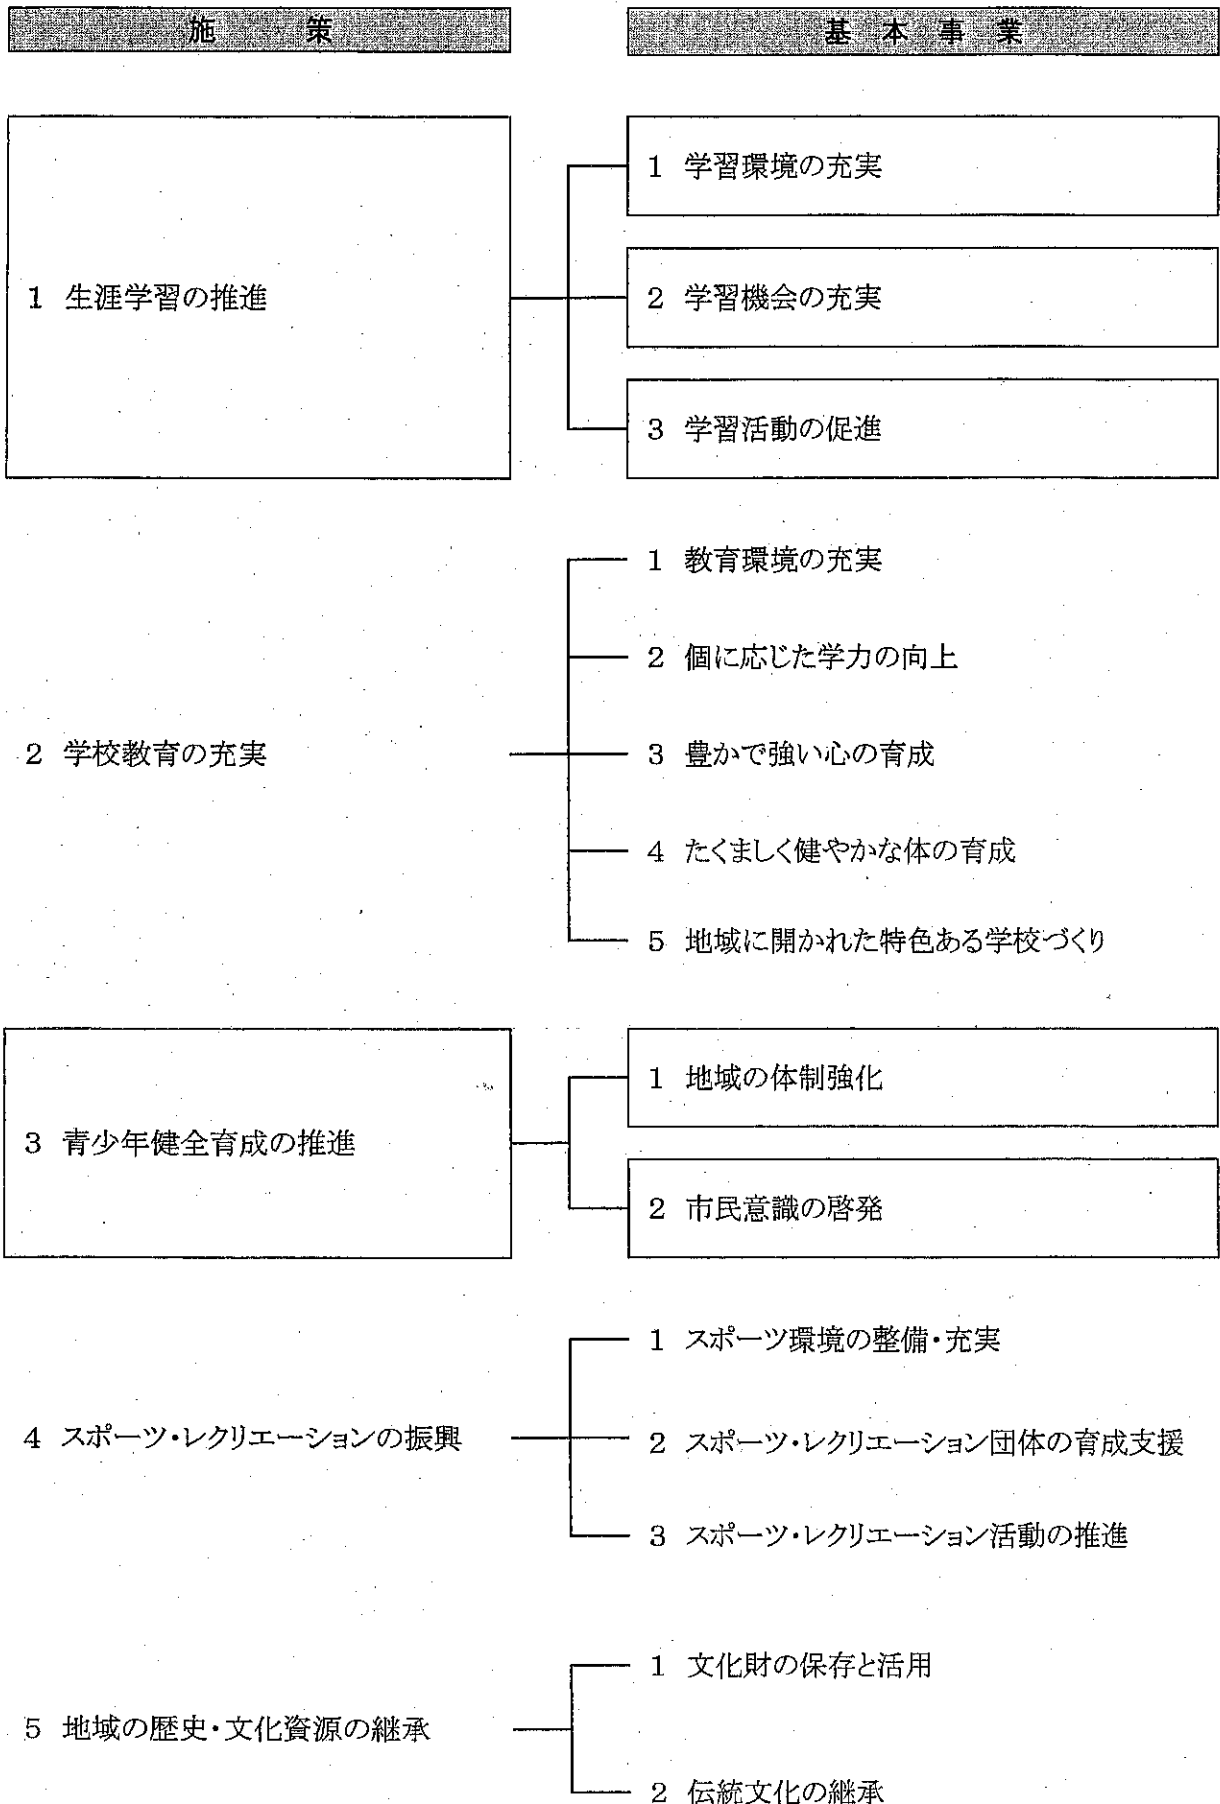 施　策
基　本　事　業
1 生涯学習の推進
1 学習環境の充実
2 学習機会の充実
3 学習活動の促進
2 学校教育の充実
1 教育環境の充実
2 個に応じた学力の向上
3 豊かで強い心の育成
4 たくましく健やかな体の育成
5 地域に開かれた特色ある学校づくり
3 青少年健全育成の推進
1 地域の体制強化
2 市民意識の啓発
4 スポーツ・レクリエーションの振興
1 スポーツ環境の整備・充実
2 スポーツ・レクリエーション団体の育成支援
3 スポーツ・レクリエーション活動の推進
5 地域の歴史・文化資源の継承
1 文化財の保存と活用
2 伝統文化の継承